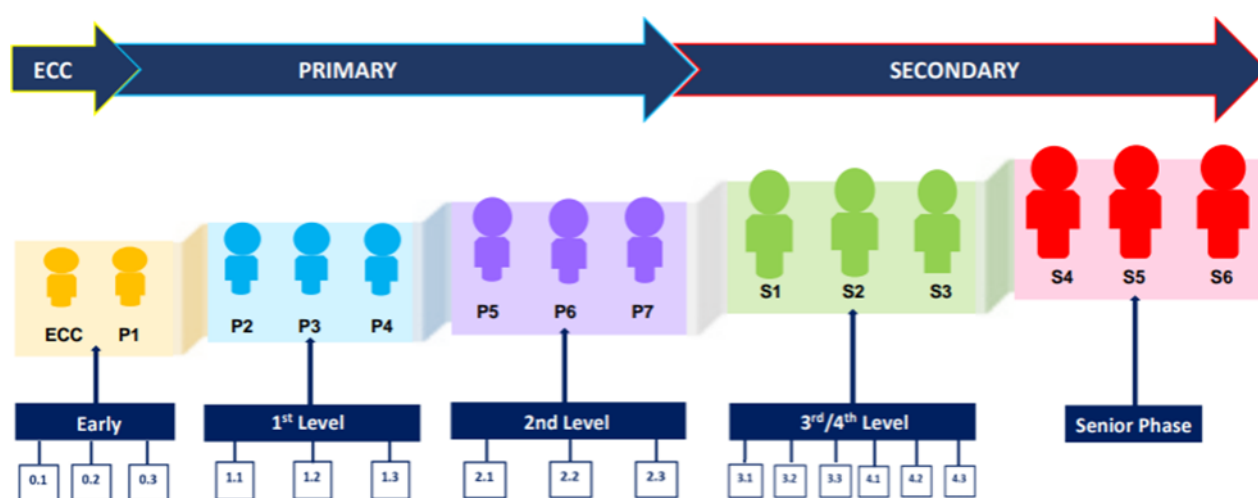 ECC PRIMARY SECONDARY
ECC P1 P2 P3 P4 P5 P6 P7 S1 S2 S3 S4 S5 S6
Early 1st Level 2nd Level 3rd/4th Level Senior Phase
0.1 0.2 0.3 1.1 1.2 1.3 2.1 2.2 2.3 3.1 3.2 3.3 4.1 4.2 4.3